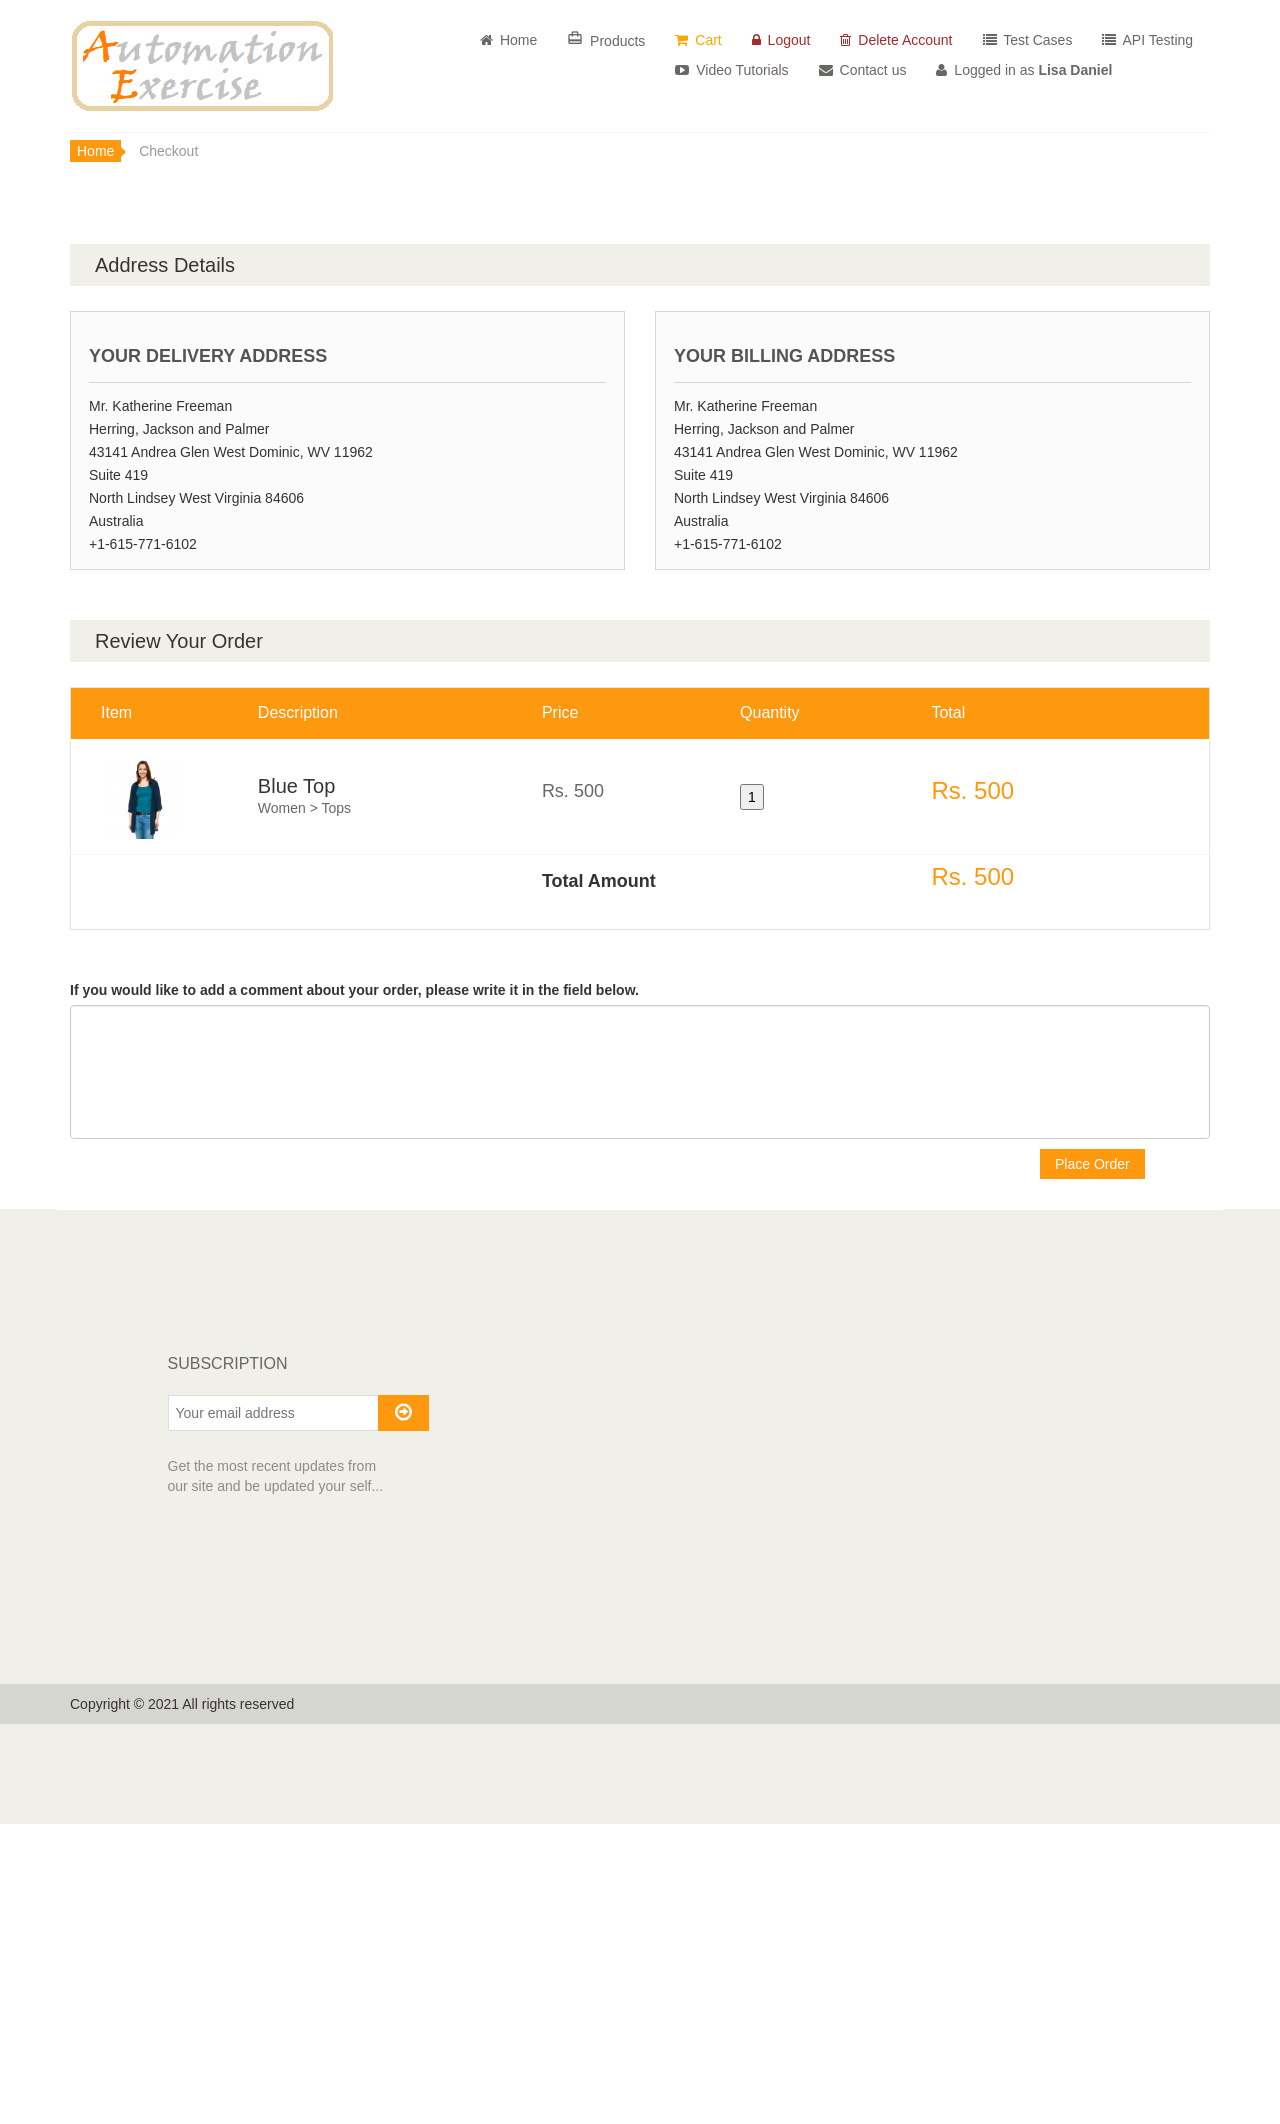 Automation
Exercise
Home Products Cart Logout Delete Account Test Cases API Testing
Video Tutorials Contact us Logged in as Lisa Daniel
Home Checkout
Address Details
YOUR DELIVERY ADDRESS
Mr. Katherine Freeman
Herring, Jackson and Palmer
43141 Andrea Glen West Dominic, WV 11962
Suite 419
North Lindsey West Virginia 84606
Australia
+1-615-771-6102
YOUR BILLING ADDRESS
Mr. Katherine Freeman
Herring, Jackson and Palmer
43141 Andrea Glen West Dominic, WV 11962
Suite 419
North Lindsey West Virginia 84606
Australia
+1-615-771-6102
Review Your Order
Item Description Price Quantity Total
Blue Top
Women > Tops
Rs. 500 1 Rs. 500
Total Amount Rs. 500
If you would like to add a comment about your order, please write it in the field below.
Place Order
SUBSCRIPTION
Your email address
Get the most recent updates from
our site and be updated your self...
Copyright © 2021 All rights reserved